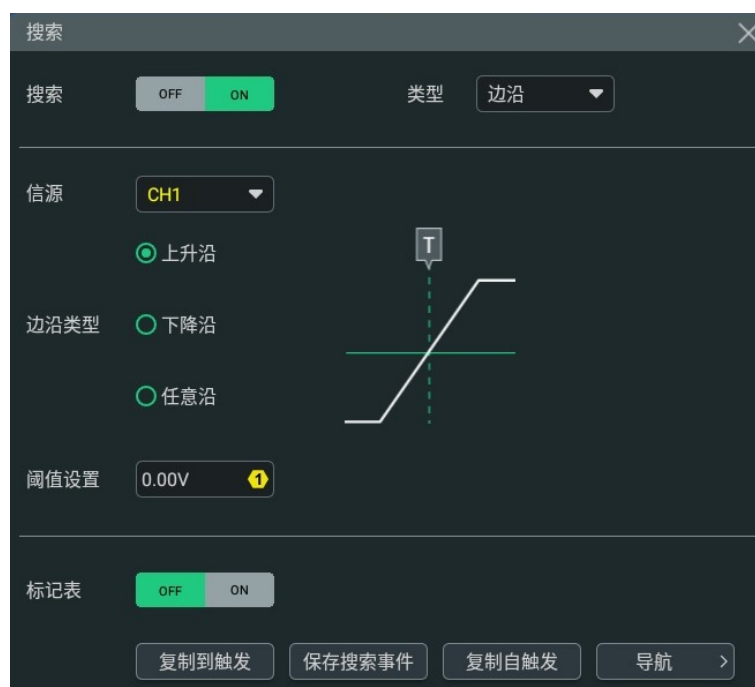 搜索
搜索 OFF ON 类型 边沿
信源 CH1
上升沿
T
边沿类型 下降沿
任意沿
阈值设置 0.00V 1
标记表 OFF ON
复制到触发 保存搜索事件 复制自触发 导航